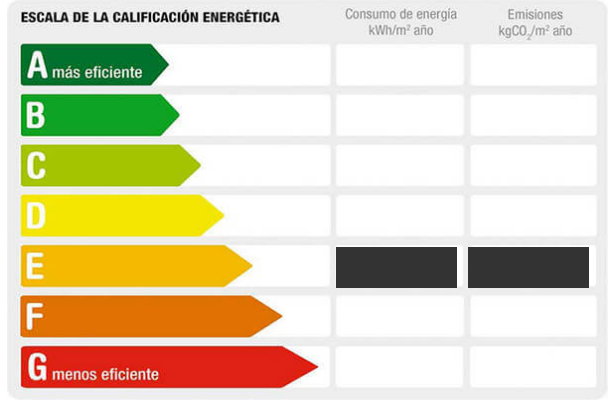 ESCALA DE LA CALIFICACIÓN ENERGÉTICA
Consumo de energía
kWh/m² año
Emisiones
kgCO₂/m² año
A más eficiente
B
C
D
E
F
G menos eficiente